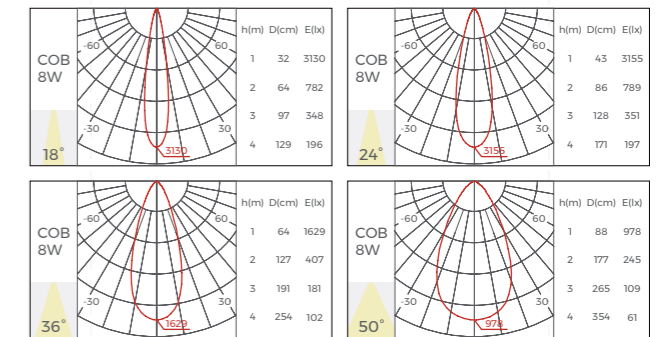 h(m) D(cm) E(lx)
COB
8W
-60
60
1 32 3130
2 64 782
3 97 348
4 129 196
-30
30
18°
3130
h(m) D(cm) E(lx)
COB
8W
-60
60
1 43 3155
2 86 789
3 128 351
4 171 197
-30
30
24°
3156
h(m) D(cm) E(lx)
COB
8W
-60
60
1 64 1629
2 127 407
3 191 181
4 254 102
-30
30
36°
1629
h(m) D(cm) E(lx)
COB
8W
-60
60
1 88 978
2 177 245
3 265 109
4 354 61
-30
30
50°
978